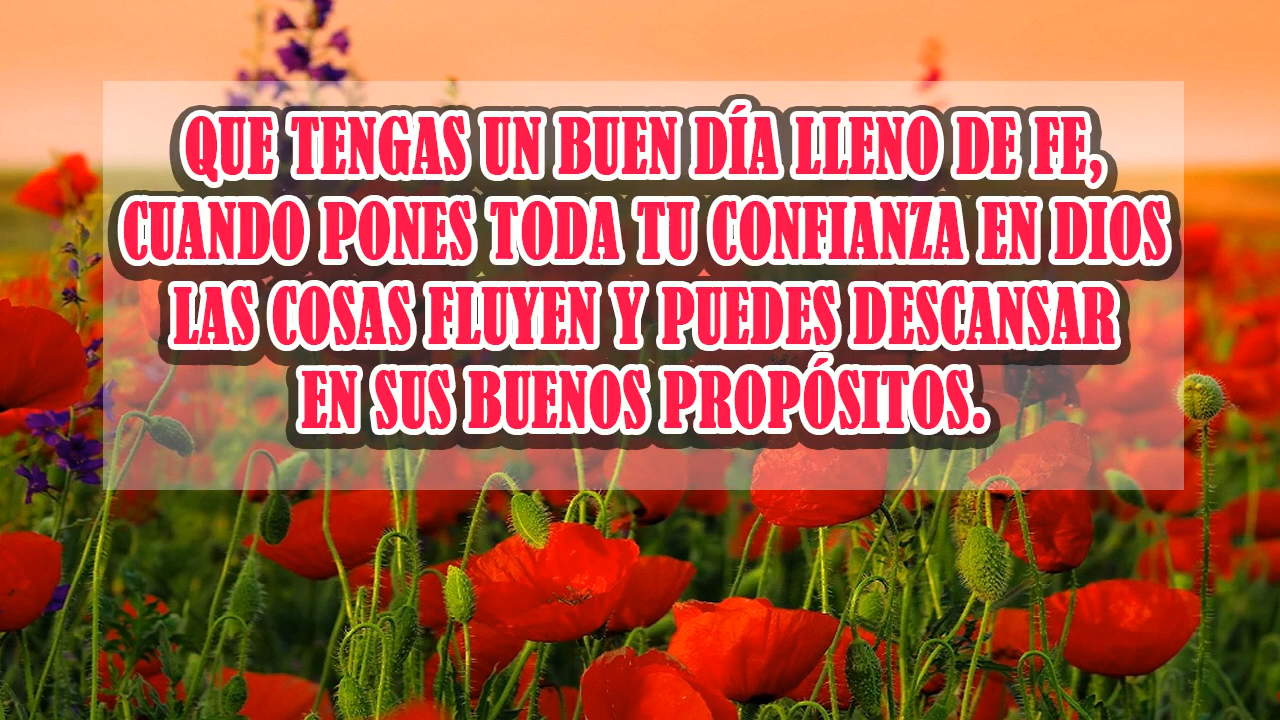 QUE TENGAS UN BUEN DÍA LLENO DE FE,
CUANDO PONES TODA TU CONFIANZA EN DIOS
LAS COSAS FLUYEN Y PUEDES DESCANSAR
EN SUS BUENOS PROPÓSITOS.